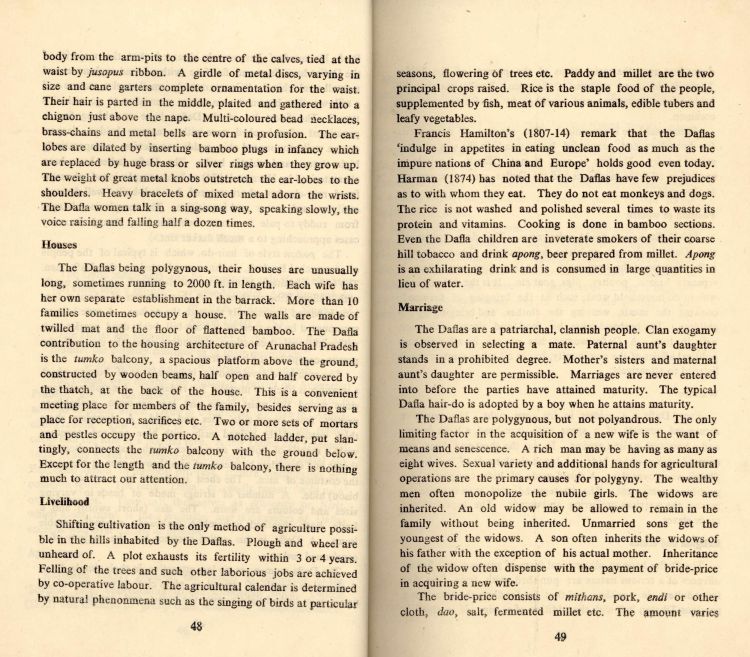 body from the arm-pits to the centre of the calves, tied at the
waist by jusopus ribbon. A girdle of metal discs, varying in
size and cane garters complete ornamentation for the waist.
Their hair is parted in the middle, plaited and gathered into a
chignon just above the nape. Multi-coloured bead necklaces,
brass-chains and metal bells are worn in profusion. The ear-
lobes are dilated by inserting bamboo plugs in infancy which
are replaced by huge brass or silver rings when they grow up.
The weight of great metal knobs outstretch the ear-lobes to the
shoulders. Heavy bracelets of mixed metal adorn the wrists.
The Dafla women talk in a sing-song way, speaking slowly, the
voice raising and falling half a dozen times.
Houses
The Daflas being polygynous, their houses are unusually
long, sometimes running to 2000 ft. in length. Each wife has
her own separate establishment in the barrack. More than 10
families sometimes occupy a house. The walls are made of
twilled mat and the floor of flattened bamboo. The Dafla
contribution to the housing architecture of Arunachal Pradesh
is the tumko balcony, a spacious platform above the ground,
constructed by wooden beams, half open and half covered by
the thatch, at the back of the house. This is a convenient
meeting place for members of the family, besides serving as a
place for reception, sacrifices etc. Two or more sets of mortars
and pestles occupy the portico. A notched ladder, put slan-
tingly, connects the tumko balcony with the ground below.
Except for the length and the tumko balcony, there is nothing
much to attract our attention.
Livelihood
Shifting cultivation is the only method of agriculture possi-
ble in the hills inhabited by the Daflas. Plough and wheel are
unheard of. A plot exhausts its fertility within 3 or 4 years.
Felling of the trees and such other laborious jobs are achieved
by co-operative labour. The agricultural calendar is determined
by natural phenonmena such as the singing of birds at particular
48
seasons, flowering of trees etc. Paddy and millet are the two
principal crops raised. Rice is the staple food of the people,
supplemented by fish, meat of various animals, edible tubers and
leafy vegetables.
Francis Hamilton's (1807-14) remark that the Daflas
'indulge in appetites in eating unclean food as much as the
impure nations of China and Europe' holds good even today.
Harman (1874) has noted that the Daflas have few prejudices
as to with whom they eat. They do not eat monkeys and dogs.
The rice is not washed and polished several times to waste its
protein and vitamins. Cooking is done in bamboo sections.
Even the Dafla children are inveterate smokers of their coarse
hill tobacco and drink apong, beer prepared from millet. Apong
is an exhilarating drink and is consumed in large quantities in
lieu of water.
Marriage
The Daflas are a patriarchal, clannish people. Clan exogamy
is observed in selecting a mate. Paternal aunt's daughter
stands in a prohibited degree. Mother's sisters and maternal
aunt's daughter are permissible. Marriages are never entered
into before the parties have attained maturity. The typical
Dafla hair-do is adopted by a boy when he attains maturity.
The Daflas are polygynous, but not polyandrous. The only
limiting factor in the acquisition of a new wife is the want of
means and senescence. A rich man may be having as many as
eight wives. Sexual variety and additional hands for agricultural
operations are the primary causes for polygyny. The wealthy
men often monopolize the nubile girls. The widows are
inherited. An old widow may be allowed to remain in the
family without being inherited. Unmarried sons get the
youngest of the widows. A son often inherits the widows of
his father with the exception of his actual mother. Inheritance
of the widow often dispense with the payment of bride-price
in acquiring a new wife.
The bride-price consists of mithans, pork, endi or other
cloth, dao, salt, fermented millet etc. The amount varies
49